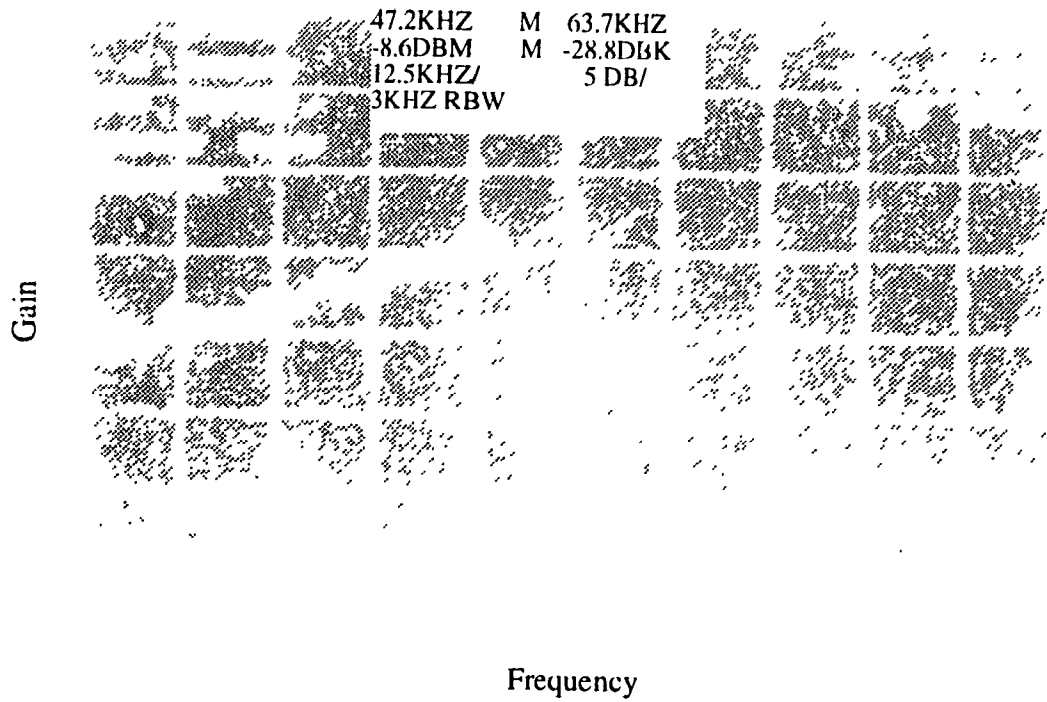 47.2KHZ M 63.7KHZ
-8.6DBM M -28.8DBK
12.5KHZ/ 5 DB/
3KHZ RBW
Gain
Frequency